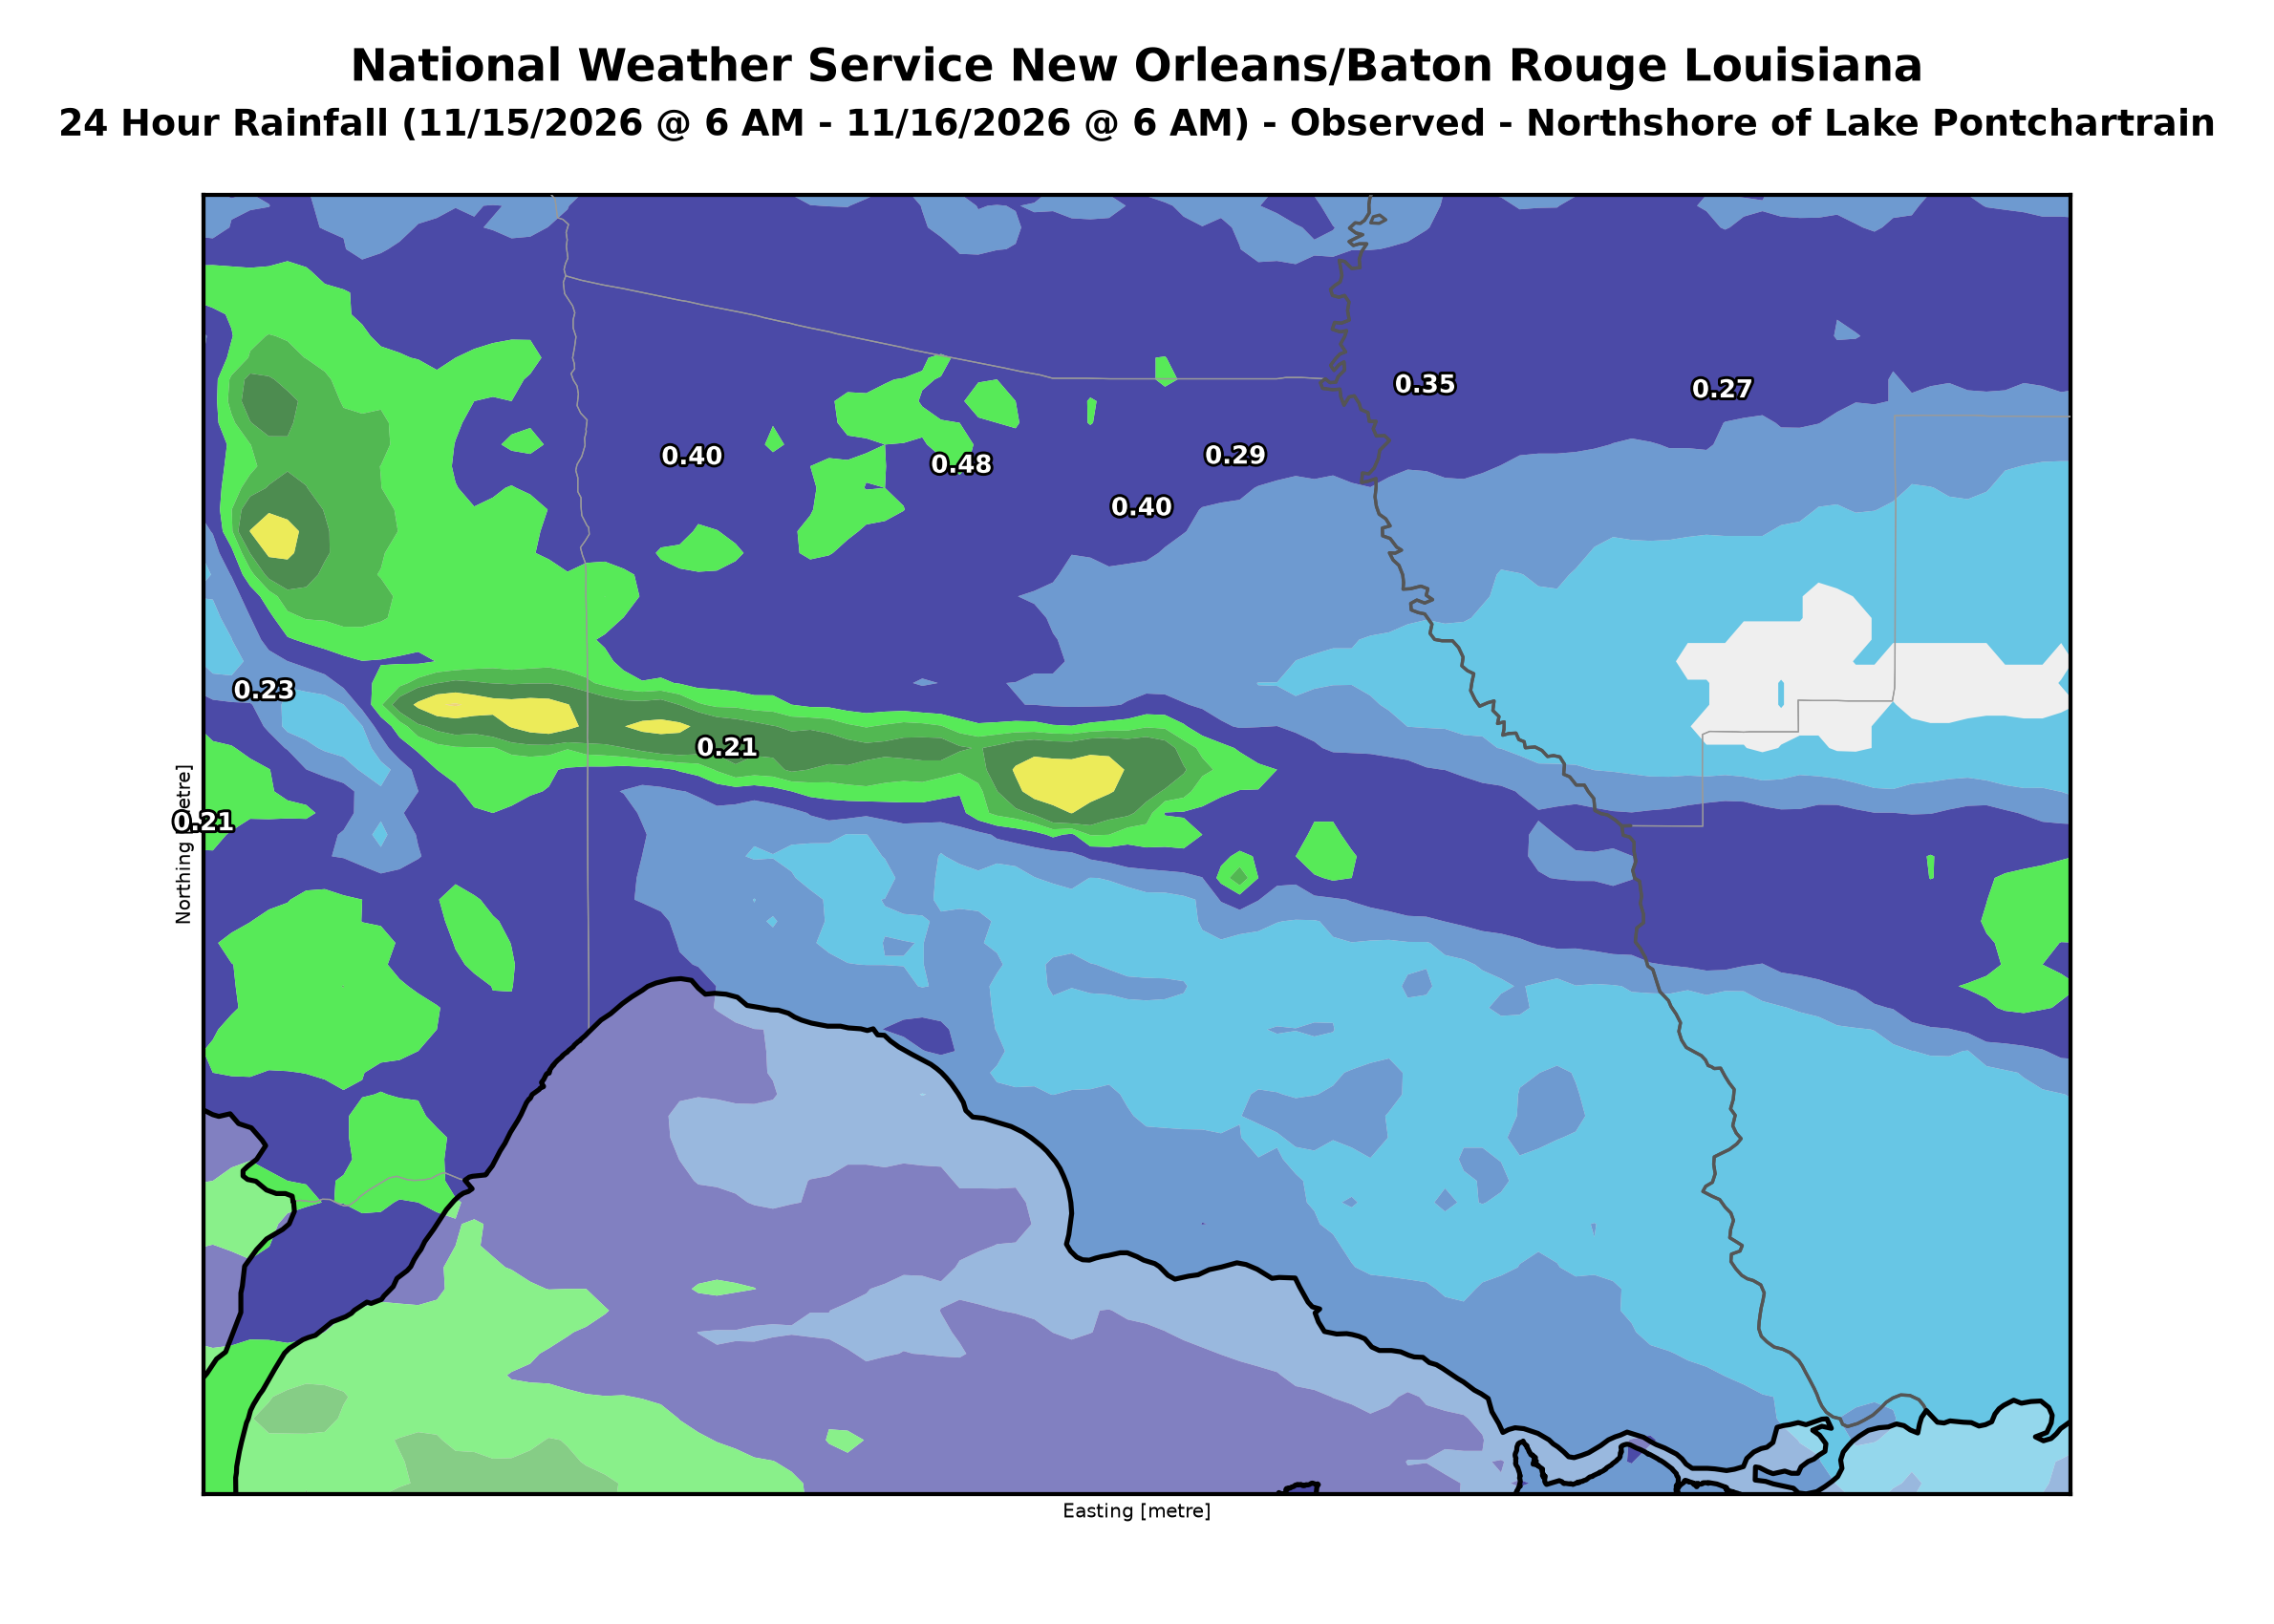 National Weather Service New Orleans/Baton Rouge Louisiana
24 Hour Rainfall (11/15/2026 @ 6 AM - 11/16/2026 @ 6 AM) - Observed - Northshore of Lake Pontchartrain
0.35
0.27
0.40
0.48
0.29
0.40
0.23
0.21
0.21
Northing [metre]
Easting [metre]